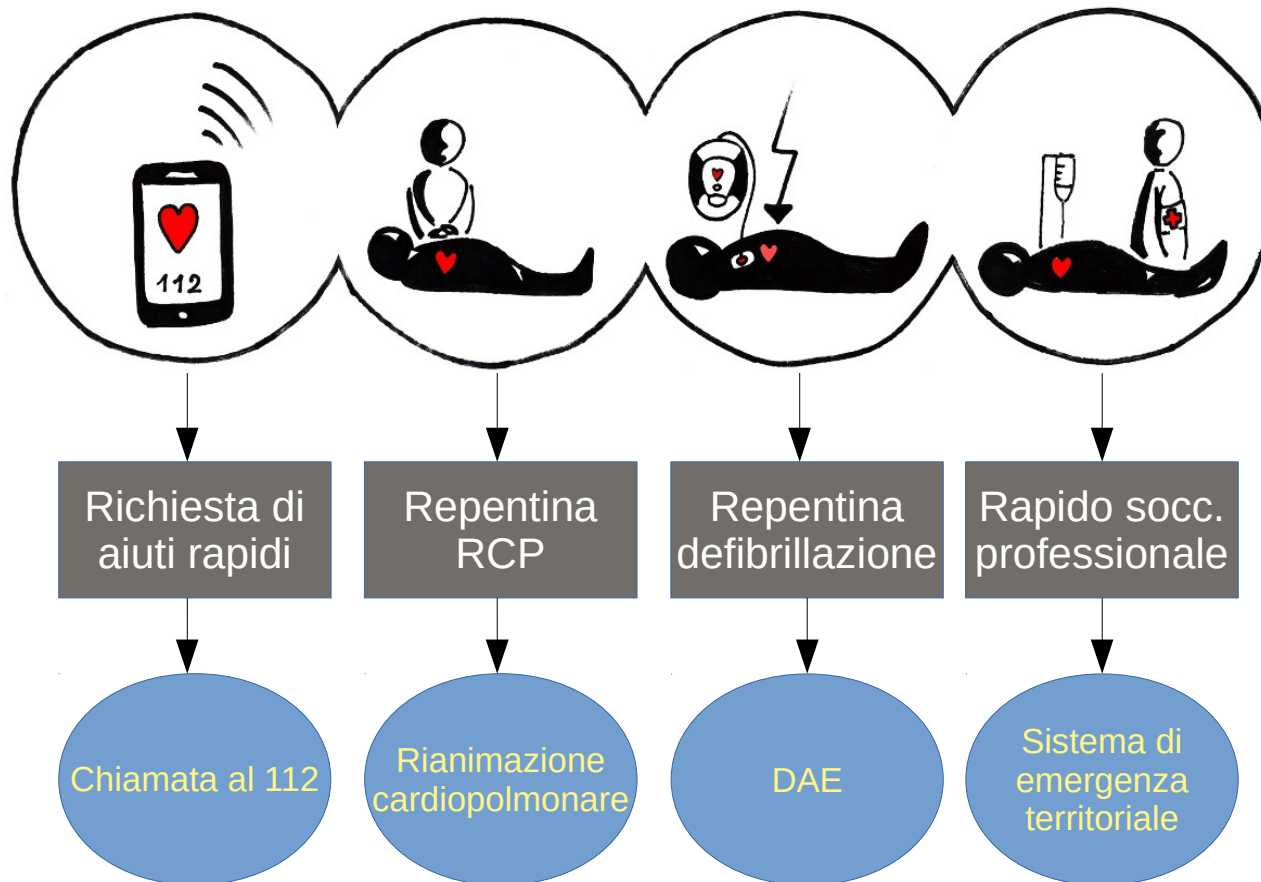 112
Richiesta di
aiuti rapidi
Repentina
RCP
Repentina
defibrillazione
Rapido socc.
professionale
Chiamata al 112
Rianimazione
cardiopolmonare
DAE
Sistema di
emergenza
territoriale